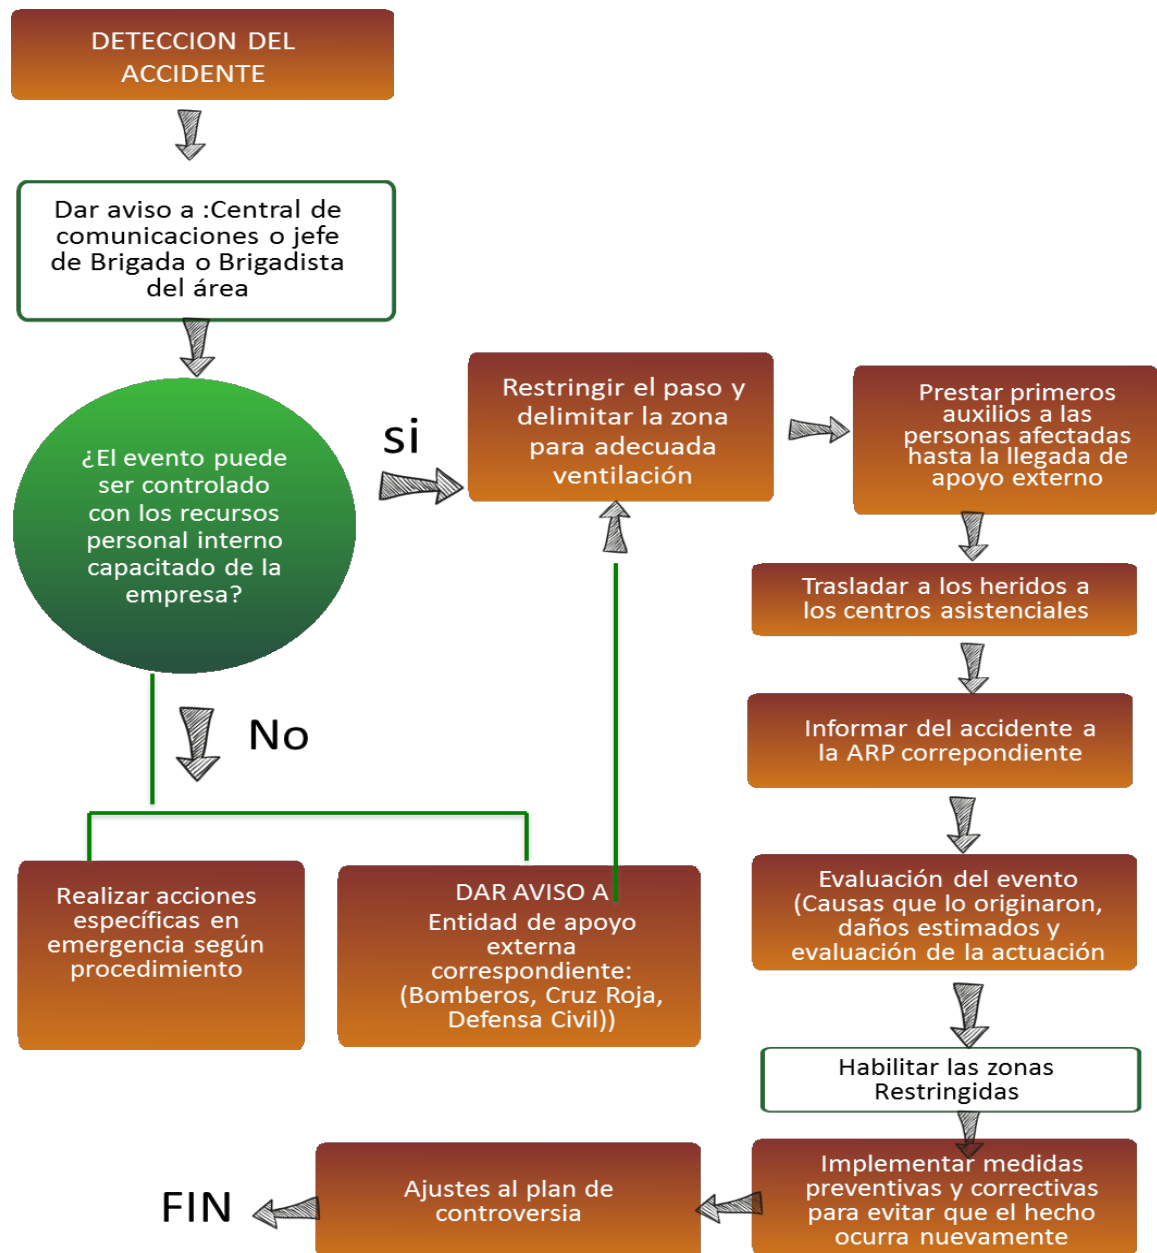 DETECCION DEL
ACCIDENTE
Dar aviso a :Central de
comunicaciones o jefe
de Brigada o Brigadista
del área
¿El evento puede
ser controlado
con los recursos
personal interno
capacitado de la
empresa?
si
Restringir el paso y
delimitar la zona
para adecuada
ventilación
Prestar primeros
auxilios a las
personas afectadas
hasta la llegada de
apoyo externo
Trasladar a los heridos a
los centros asistenciales
Informar del accidente a
la ARP correpondiente
No
Realizar acciones
específicas en
emergencia según
procedimiento
DAR AVISO A
Entidad de apoyo
externa
correspondiente:
(Bomberos, Cruz Roja,
Defensa Civil))
Evaluación del evento
(Causas que lo originaron,
daños estimados y
evaluación de la actuación
Habilitar las zonas
Restringidas
Implementar medidas
preventivas y correctivas
para evitar que el hecho
ocurra nuevamente
Ajustes al plan de
controversia
FIN